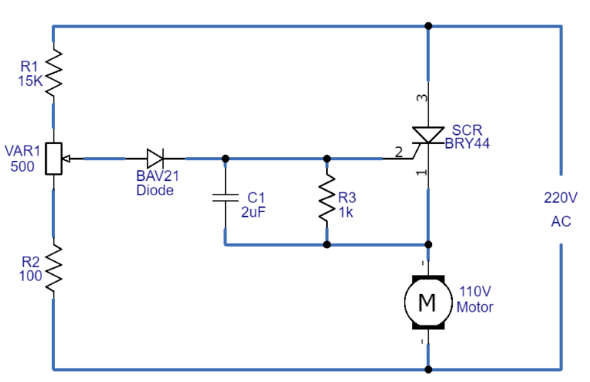 R1
15K
VAR1
500
R2
100
BAV21
Diode
C1
2uF
R3
1k
3
2
1
SCR
BRY44
220V
AC
-
M
110V
Motor
-